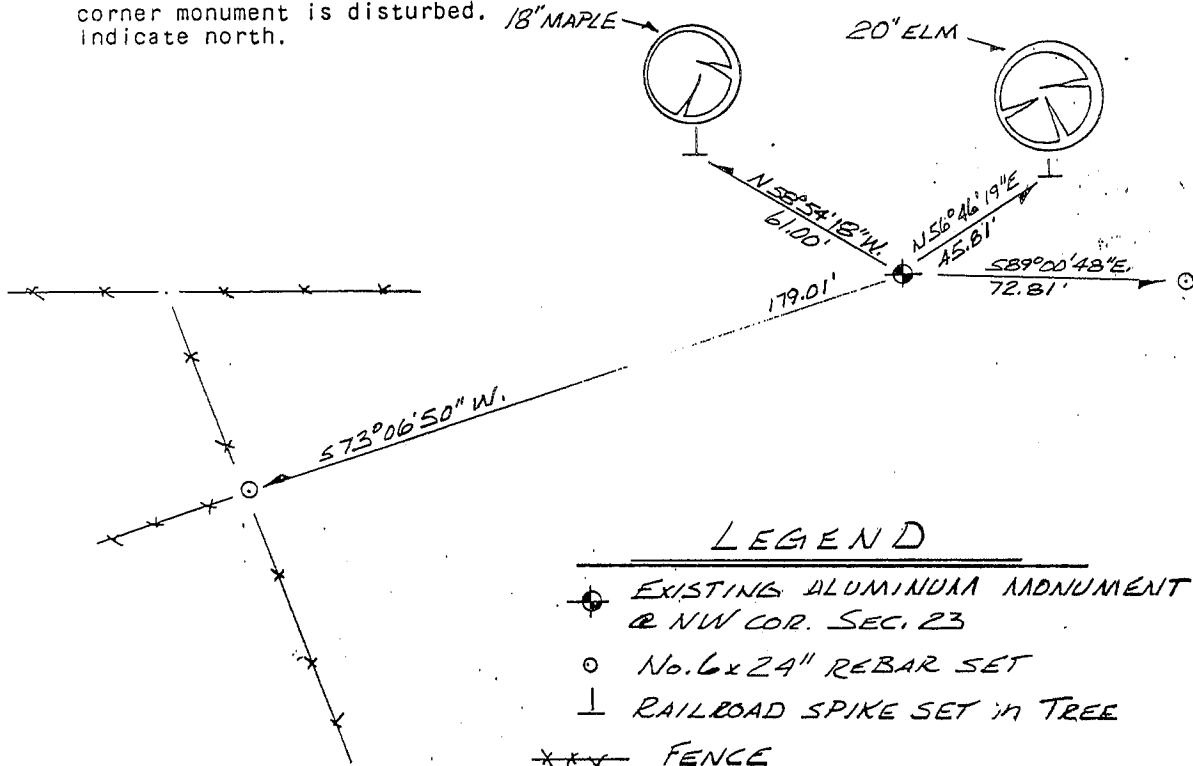 corner monument is disturbed.
indicate north.
18" MAPLE
20" ELM
N 58°54'18" W.
61.00'
N 56°46'19" E
45.81'
S89°00'48"E.
72.81'
179.01'
S73°06'50" W.
LEGEND
EXISTING ALUMINUM MONUMENT
@ NW COR. SEC. 23
No. 6 x 24" REBAR SET
RAILROAD SPIKE SET in TREE
FENCE